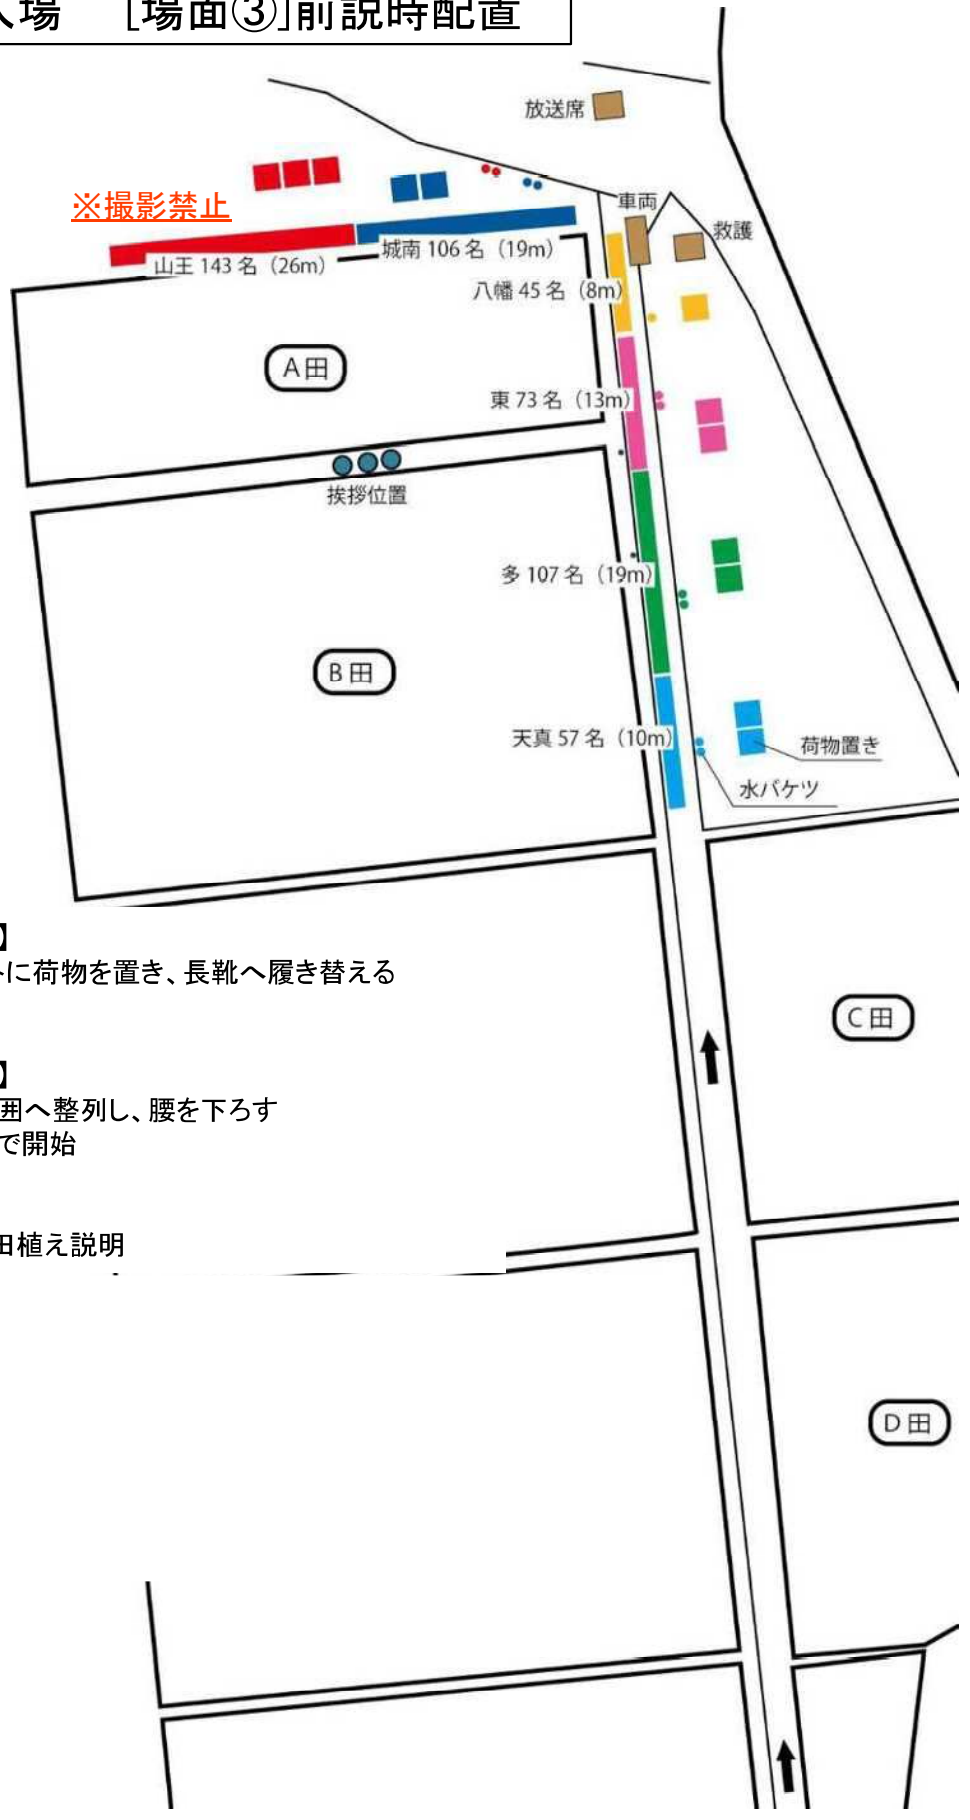 入場　[場面③]前説時配置
放送席
※撮影禁止
車両
救護
山王 143 名（26m）
城南 106 名（19m）
八幡 45 名（8m）
A 田
東 73 名（13m）
挨拶位置
多 107 名（19m）
B 田
天真 57 名（10m）
荷物置き
水バケツ
】
に荷物を置き、長靴へ履き替える
C 田
】
囲へ整列し、腰を下ろす
で開始
田植え説明
D 田